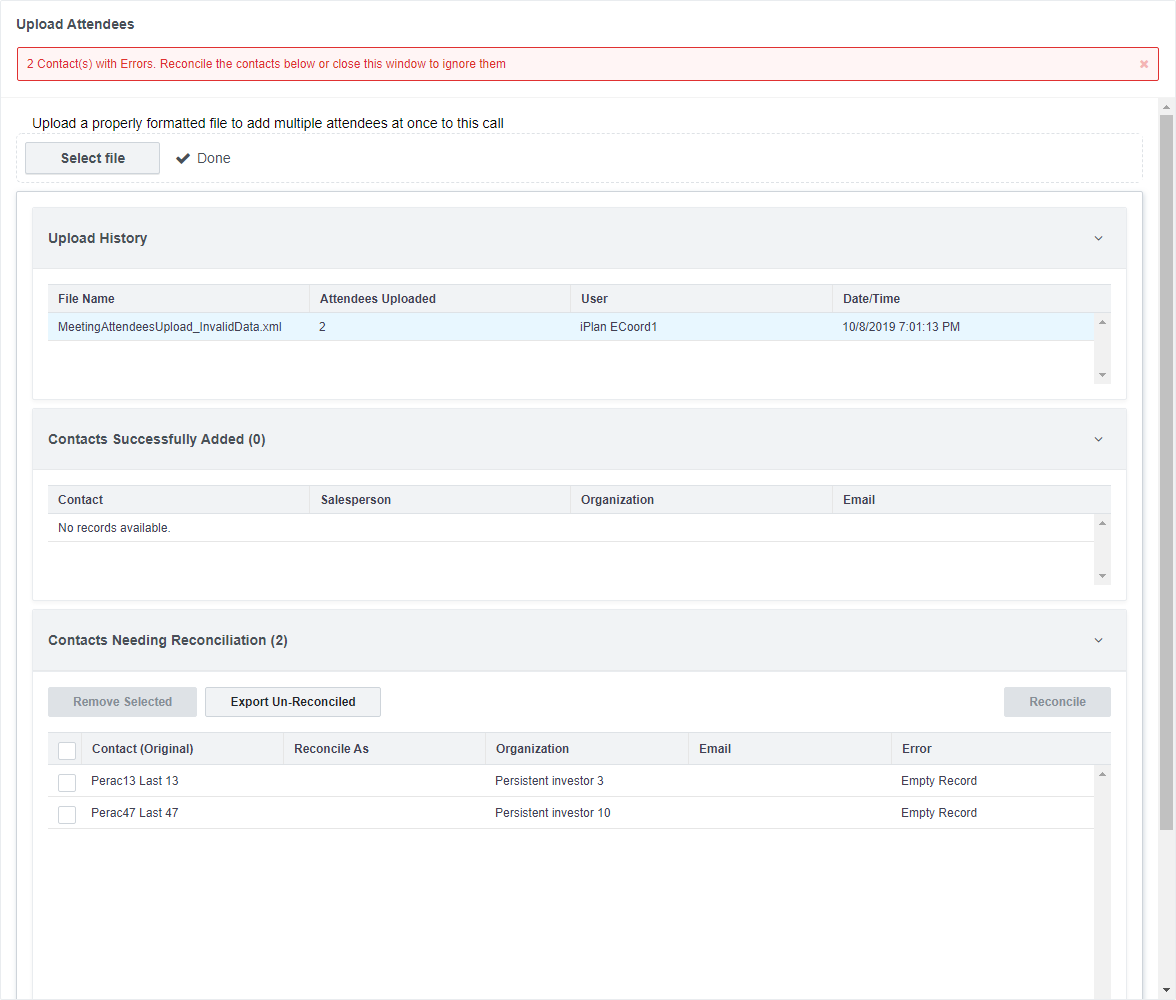 Upload Attendees
2 Contact(s) with Errors. Reconcile the contacts below or close this window to ignore them
Upload a properly formatted file to add multiple attendees at once to this call
Select file Done
Upload History
File Name Attendees Uploaded User Date/Time
MeetingAttendeesUpload_InvalidData.xml 2 iPlan ECoord1 10/8/2019 7:01:13 PM
Contacts Successfully Added (0)
Contact Salesperson Organization Email
No records available.
Contacts Needing Reconciliation (2)
Remove Selected Export Un-Reconciled Reconcile
Contact (Original) Reconcile As Organization Email Error
Perac13 Last 13 Persistent investor 3 Empty Record
Perac47 Last 47 Persistent investor 10 Empty Record